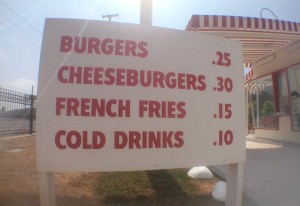 BURGERS .25
CHEESEBURGERS .30
FRENCH FRIES .15
COLD DRINKS .10